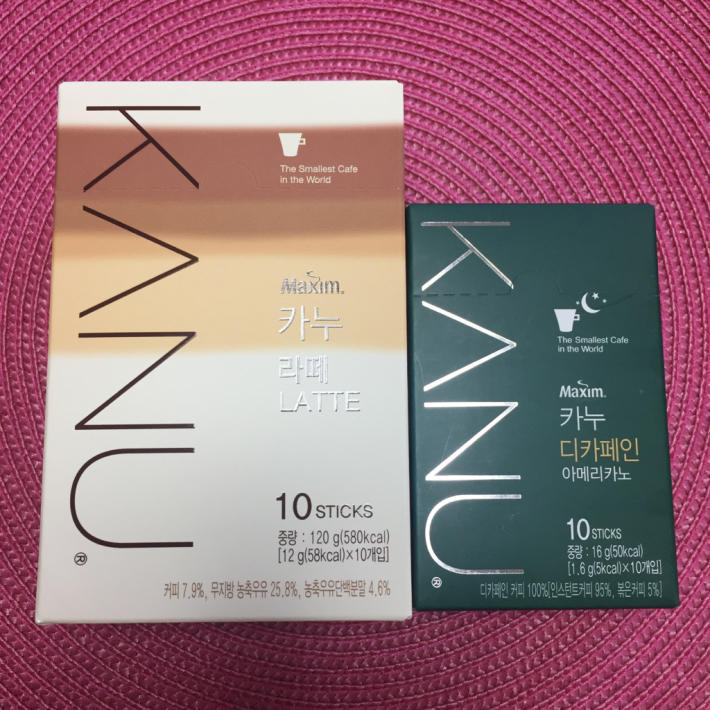 KANU®
The Smallest Cafe
in the World
Maxim®
카누
라떼
LATTE
10 STICKS
중량 : 120 g(580kcal)
[12 g(58kcal)×10개입]
커피 7.9%, 무지방 농축우유 25.8%, 농축우유단백분말 4.6%
KANU®
The Smallest Cafe
in the World
Maxim®
카누
디카페인
아메리카노
10 STICKS
중량 : 16 g(50kcal)
[1.6 g(5kcal)×10개입]
디카페인 커피 100%[인스턴트커피 95%, 볶은커피 5%]